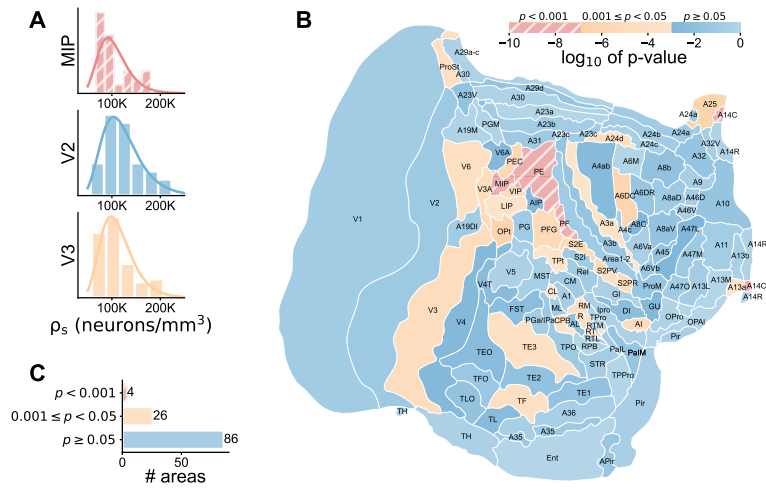 A
MIP
100K 200K
V2
100K 200K
V3
100K 200K
ρs (neurons/mm³)
B
p < 0.001 0.001 ≤ p < 0.05 p ≥ 0.05
−10 −8 −6 −4 −2 0
log₁₀ of p-value
A29a-c
ProSt
A30
A29d
A30
A23V
A23a
A19M
PGM
A23b
A31
A23c
A23c
A24d
A24b
A24c
A24a
A24a
A25
A14C
A32V
A14R
A32
V6A
PEC
PE
V6
V3A
MIP
VIP
LIP
AIP
A4ab
A6M
A8b
A9
A6DC
A6DR
A8aD
A46D
A46V
A10
V1
V2
A19DI
OPt
PG
PFG
PF
A3a
A4c
A8C
A8aV
A47L
S2E
A3b
A6Va
A45
A47M
A11
A14R
A13b
V5
MST
TPt
S2I
Area1-2
ReI
S2PV
A6Vb
S2PR
ProM
A47O
A13L
A13M
A13a
A14C
A14R
V4T
CM
CL
A1
GI
GU
V3
V4
FST
ML
RM
Ipro
DI
OPro
OPAl
PGa/IPa
CPB
R
TPro
AL
RTM
RT
RTL
AI
Pir
TEO
TE3
TPO
RPB
PaIL
PalM
STR
TFO
TE2
TPPro
TLO
TF
TE1
Pir
TH
TL
A36
TH
A35
A35
Ent
APir
C
p < 0.001 4
0.001 ≤ p < 0.05 26
p ≥ 0.05 86
0 50
# areas